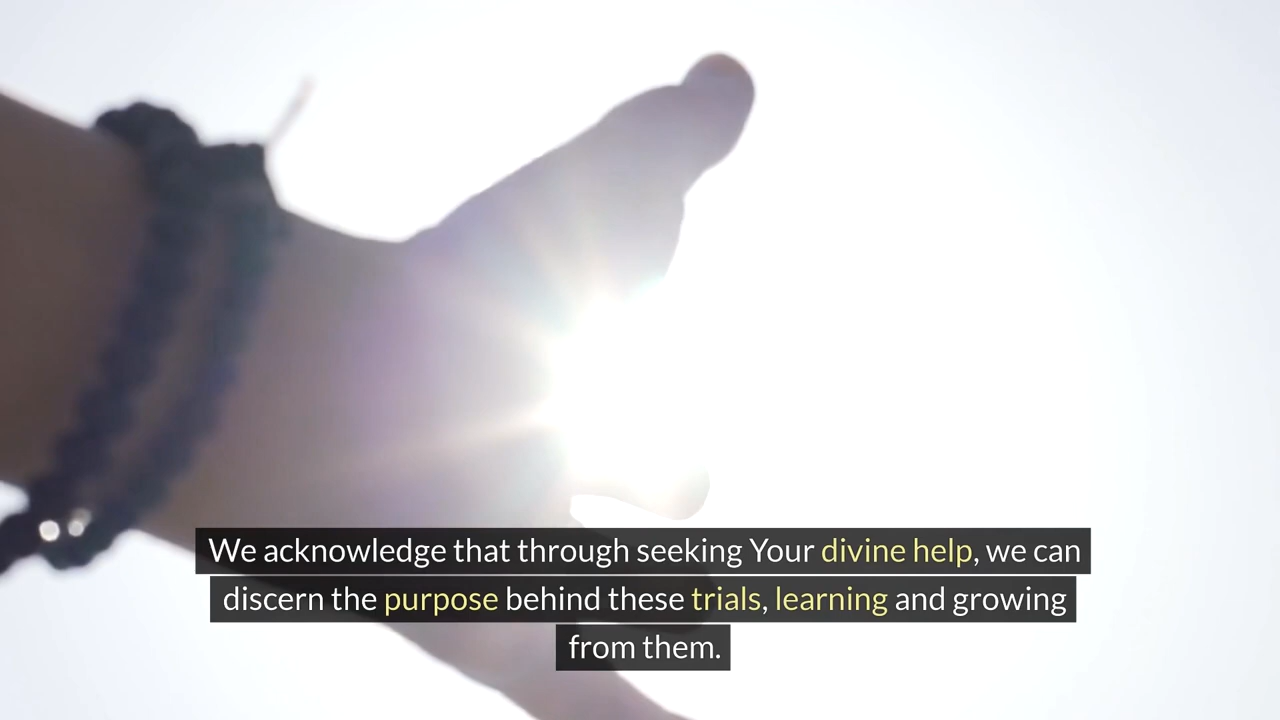 We acknowledge that through seeking Your divine help, we can
discern the purpose behind these trials, learning and growing
from them.